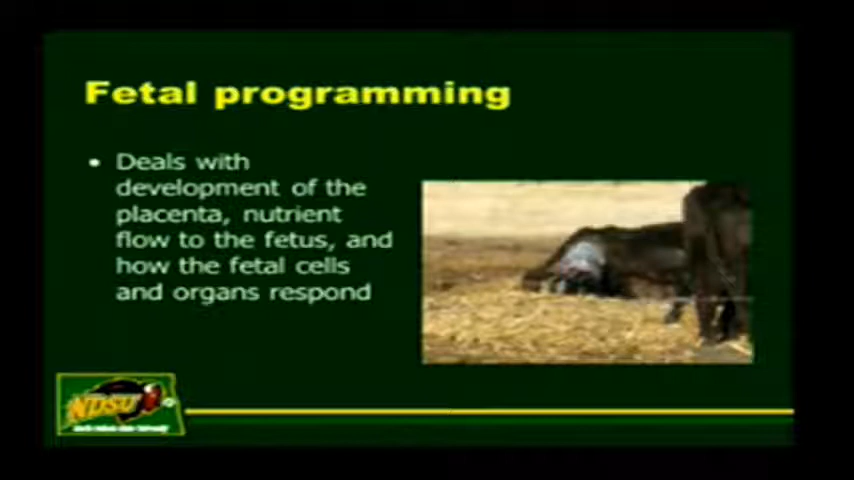 Fetal programming
• Deals with
development of the
placenta, nutrient
flow to the fetus, and
how the fetal cells
and organs respond
NDSU